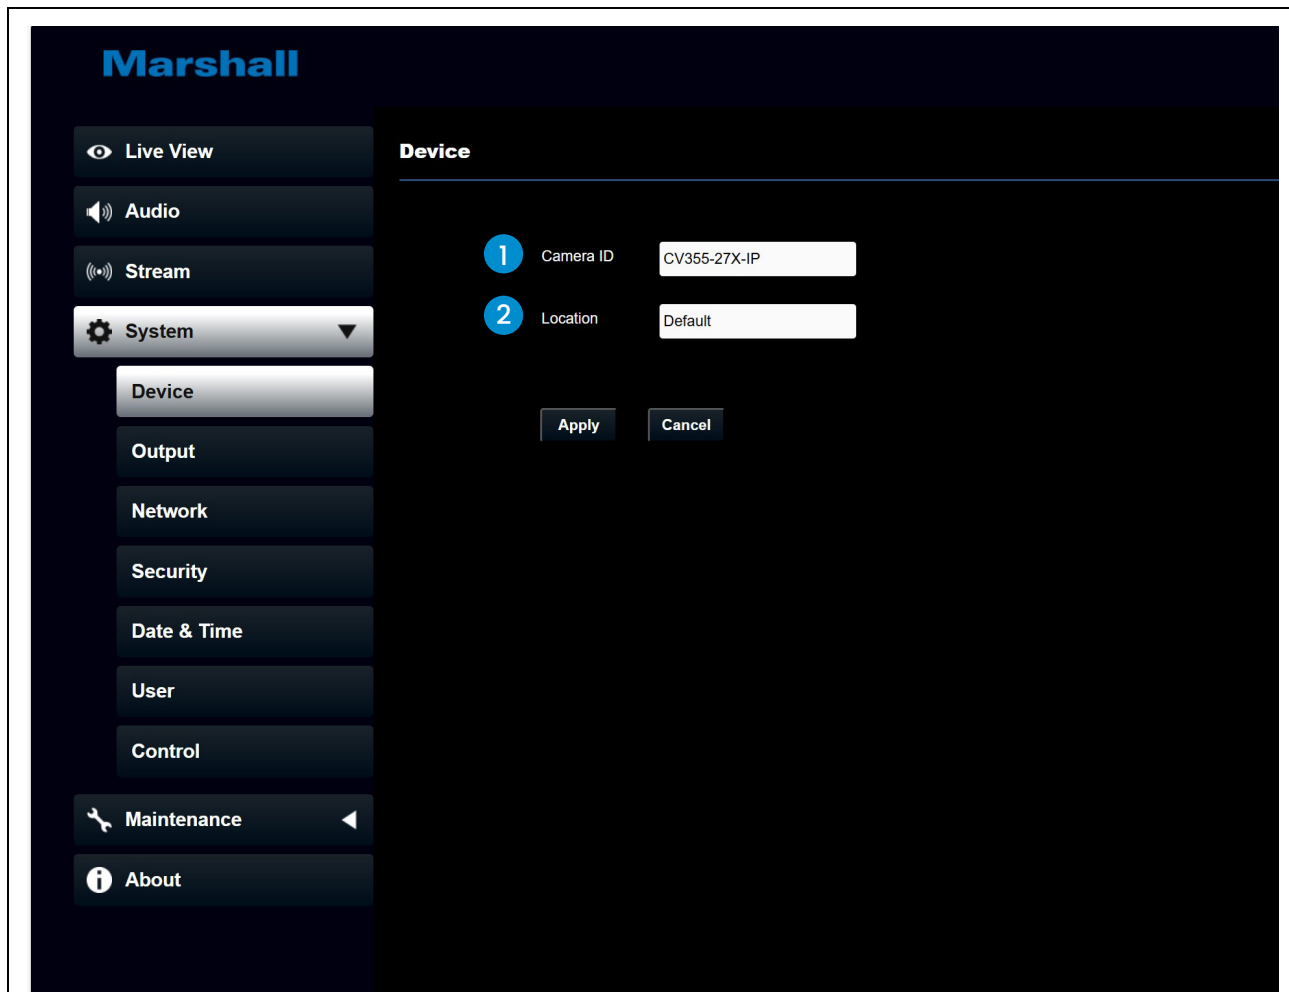 Marshall
Live View
Audio
Stream
System
Device
Output
Network
Security
Date & Time
User
Control
Maintenance
About
Device
1 Camera ID CV355-27X-IP
2 Location Default
Apply Cancel